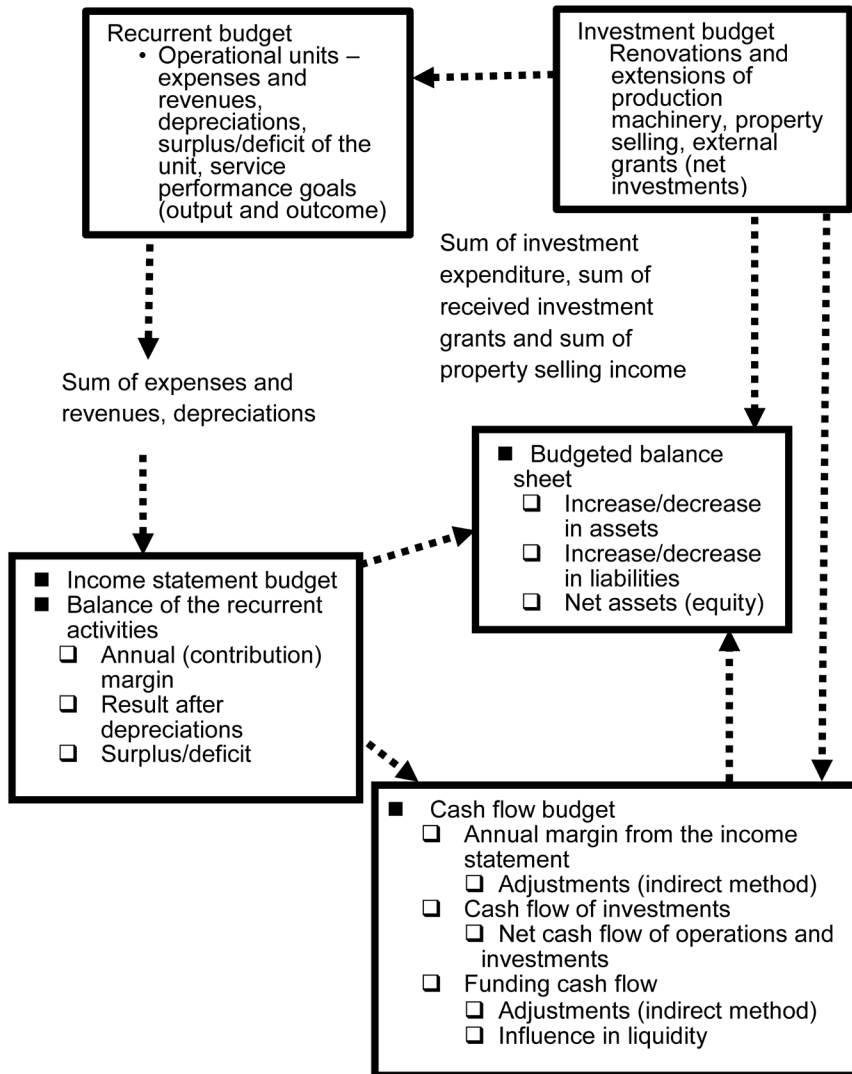 Recurrent budget
• Operational units –
expenses and
revenues,
depreciations,
surplus/deficit of the
unit, service
performance goals
(output and outcome)
Investment budget
Renovations and
extensions of
production
machinery, property
selling, external
grants (net
investments)
Sum of investment
expenditure, sum of
received investment
grants and sum of
property selling income
Sum of expenses and
revenues, depreciations
■ Budgeted balance
sheet
❑ Increase/decrease
in assets
❑ Increase/decrease
in liabilities
❑ Net assets (equity)
■ Income statement budget
■ Balance of the recurrent
activities
❑ Annual (contribution)
margin
❑ Result after
depreciations
❑ Surplus/deficit
■ Cash flow budget
❑ Annual margin from the income
statement
❑ Adjustments (indirect method)
❑ Cash flow of investments
❑ Net cash flow of operations and
investments
❑ Funding cash flow
❑ Adjustments (indirect method)
❑ Influence in liquidity